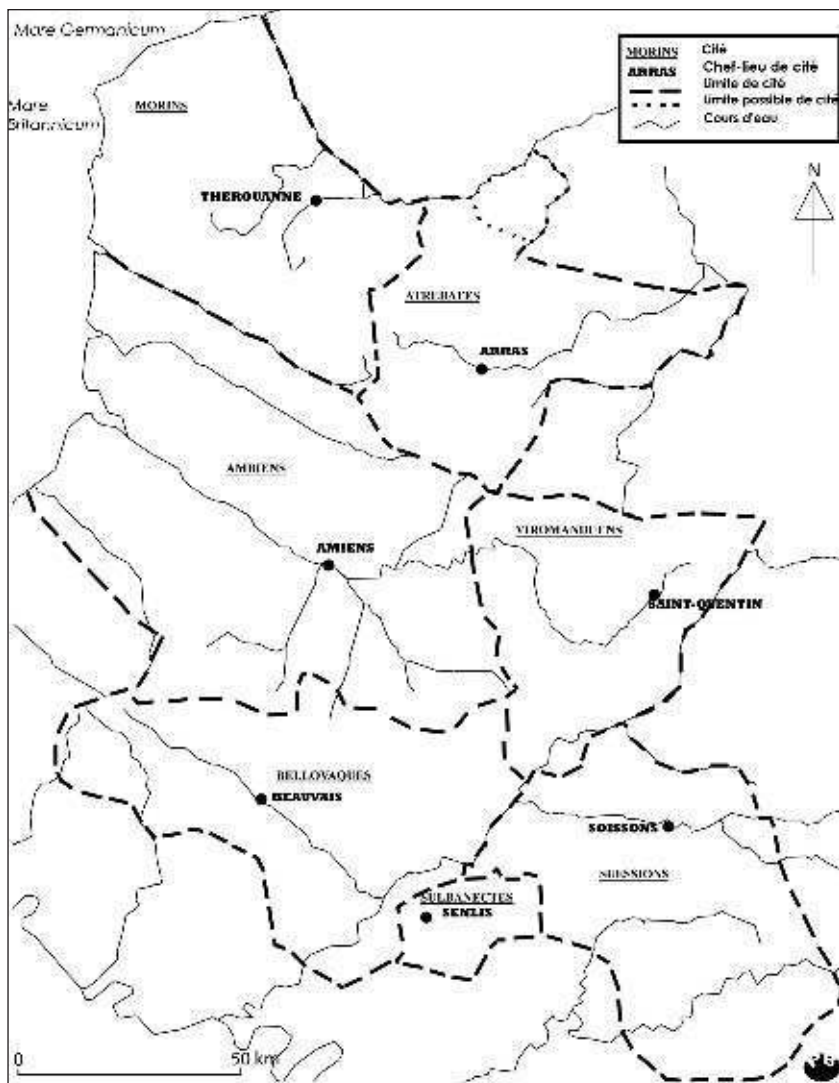 Mare Germanicum
Mare
Britannicum
MORINS
MORINS Cité
ARRAS Chef-lieu de cité
Limite de cité
Limite possible de cité
Cours d'eau
N
THEROUANNE
ATREBATES
ARRAS
AMBIENS
AMIENS
VIROMANDUENS
SAINT-QUENTIN
BELLOVAQUES
BEAUVAIS
SOISSONS
SUESSIONS
SULBANECTES
SENLIS
0 50 km